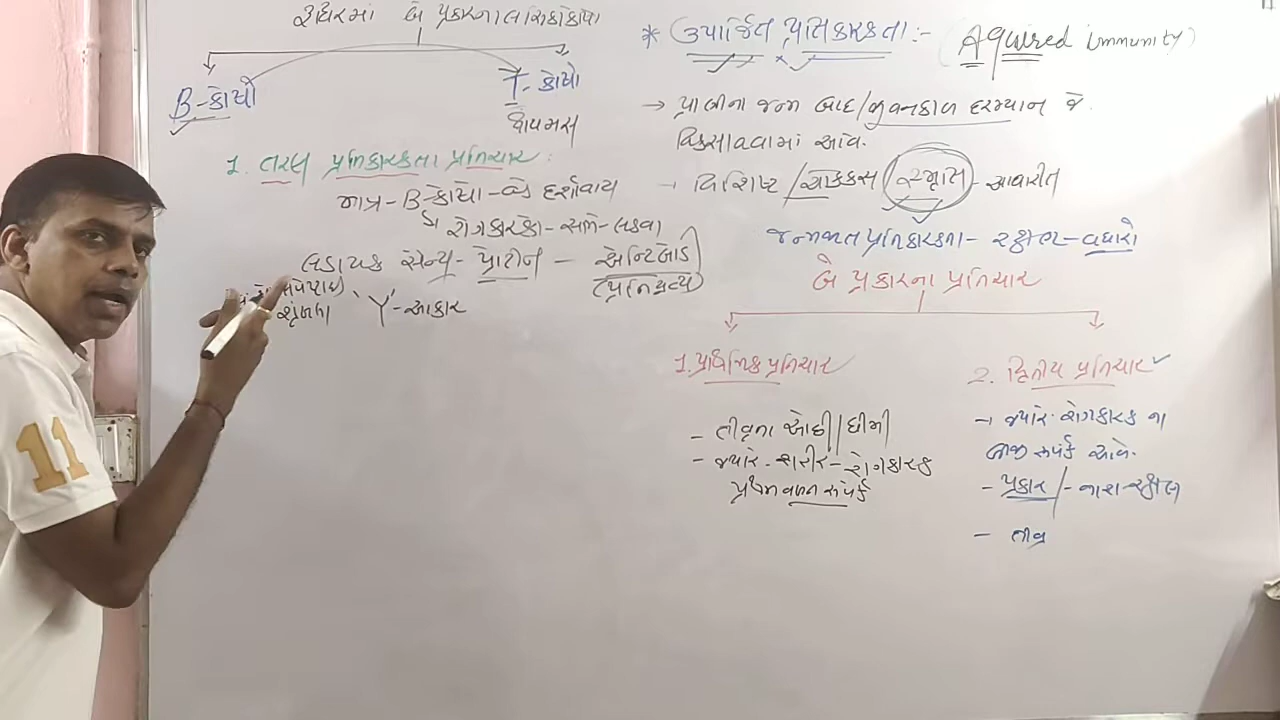 રુધિરમાં બે પ્રકારના લસિકાકોષો
B-કોષો
T-કોષો
થાયમસ
1. તરલ પ્રતિકારકતા પ્રતિચાર :
માત્ર - B-કોષો - વડે દર્શાવાય
રોગકારકો - સામે - લડવા
લડાયક સૈન્ય - પ્રોટીન - એન્ટિબોડી
(પ્રતિદ્રવ્ય)
શૃંખલા 'Y'-આકાર
* ઉપાર્જિત પ્રતિકારકતા :- (Aquired immunity)
→ પ્રાણીના જન્મ બાદ/જીવનકાળ દરમ્યાન જે
વિકસાવવામાં આવે.
→ વિશિષ્ટ /ચોક્કસ (સ્મૃતિ) - આધારીત
જન્મજાત પ્રતિકારકતા - રક્ષણ - વધારો
બે પ્રકારના પ્રતિચાર
1. પ્રાથમિક પ્રતિચાર
- તીવ્રતા ઓછી/ધીમી
- જ્યારે - શરીર - રોગકારક
પ્રથમવખત સંપર્ક
2. દ્વિતીય પ્રતિચાર
→ જ્યારે રોગકારક ના
બીજી સંપર્ક આવે.
- પ્રકાર / - નાશ - રક્ષણ
- તીવ્ર
11